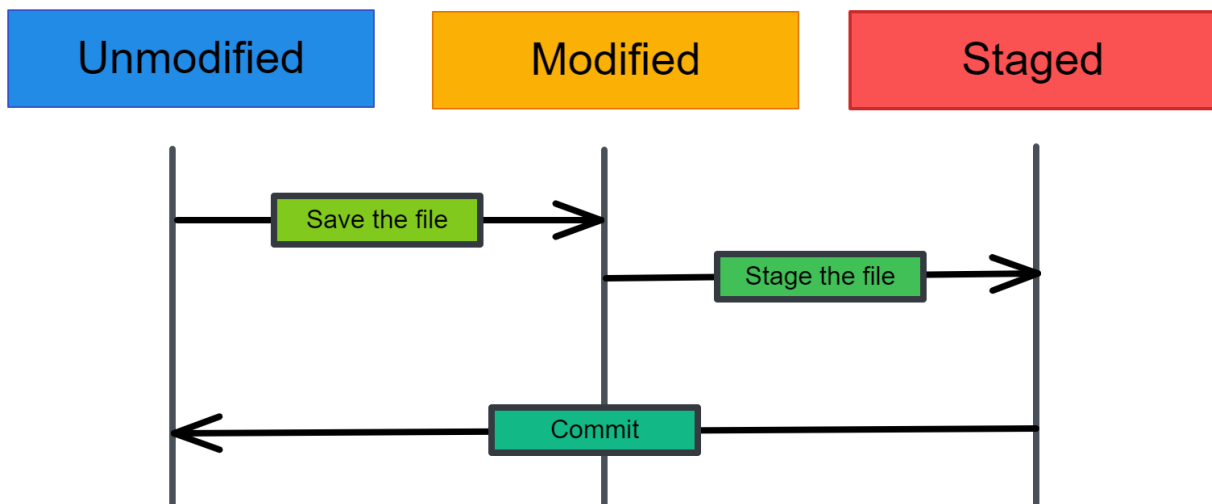 Unmodified
Modified
Staged
Save the file
Stage the file
Commit